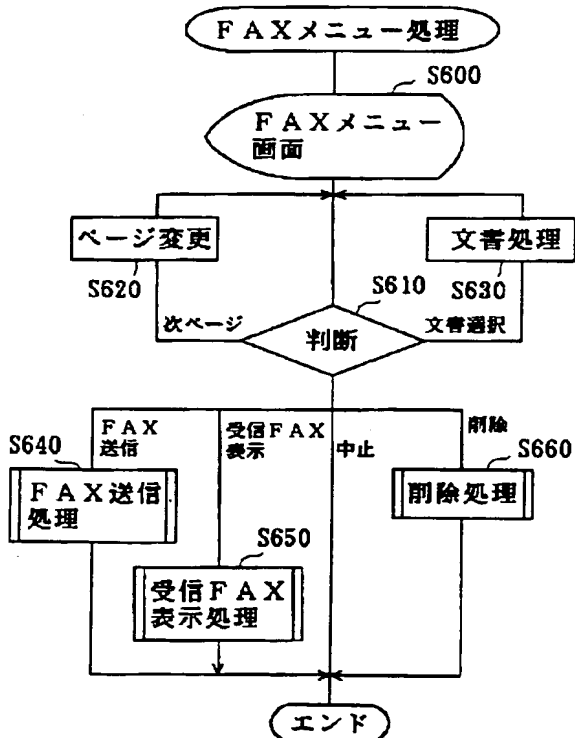 FAXメニュー処理
S600
FAXメニュー
画面
ページ変更
S620
文書処理
S630
S610
次ページ
判断
文書選択
FAX
送信
受信FAX
表示
中止
削除
S640
FAX送信
処理
S650
受信FAX
表示処理
S660
削除処理
エンド